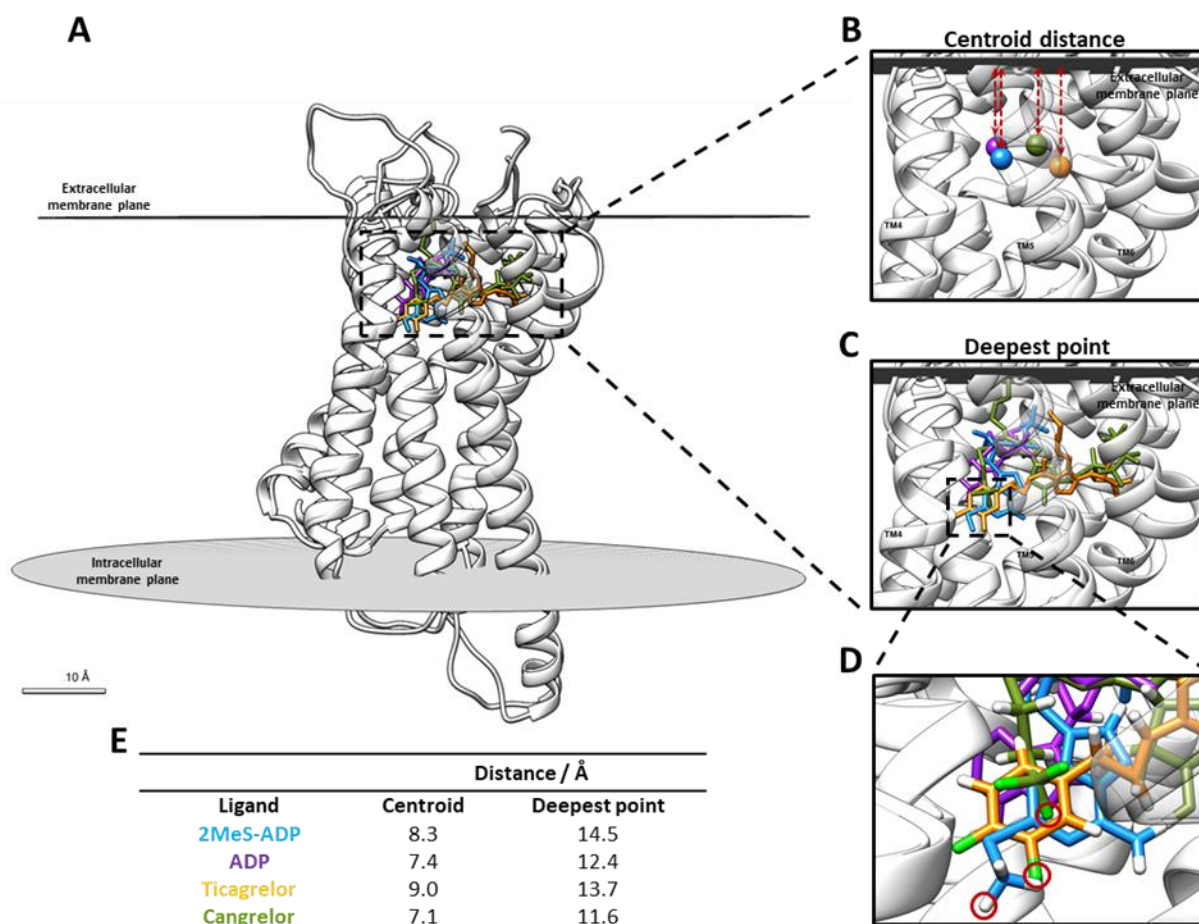 A
Extracellular
membrane plane
Intracellular
membrane plane
10 Å
B
Centroid distance
Extracellular
membrane plane
TM4
TM5
TM6
C
Deepest point
Extracellular
membrane plane
TM4
TM5
TM6
D
E
Distance / Å
Ligand Centroid Deepest point
2MeS-ADP 8.3 14.5
ADP 7.4 12.4
Ticagrelor 9.0 13.7
Cangrelor 7.1 11.6